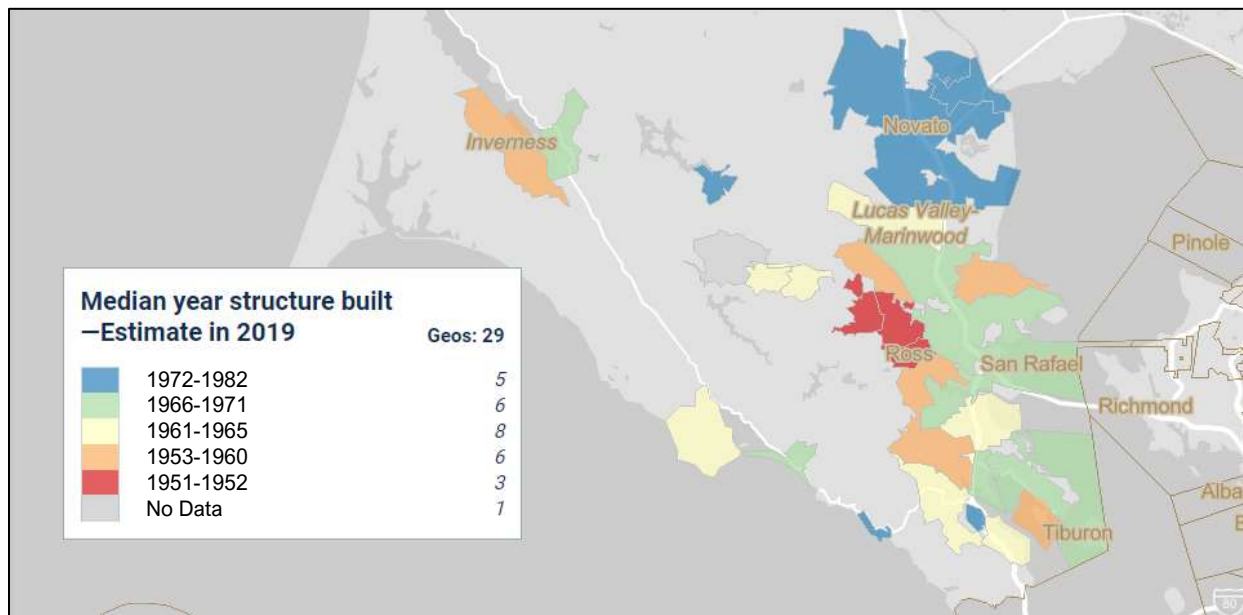 Novato
Inverness
Lucas Valley-
Marinwood
Pinole
Median year structure built
—Estimate in 2019
Geos: 29
1972-1982 5
1966-1971 6
1961-1965 8
1953-1960 6
1951-1952 3
No Data 1
Ross
San Rafael
Richmond
Alba
E
Tiburon
80